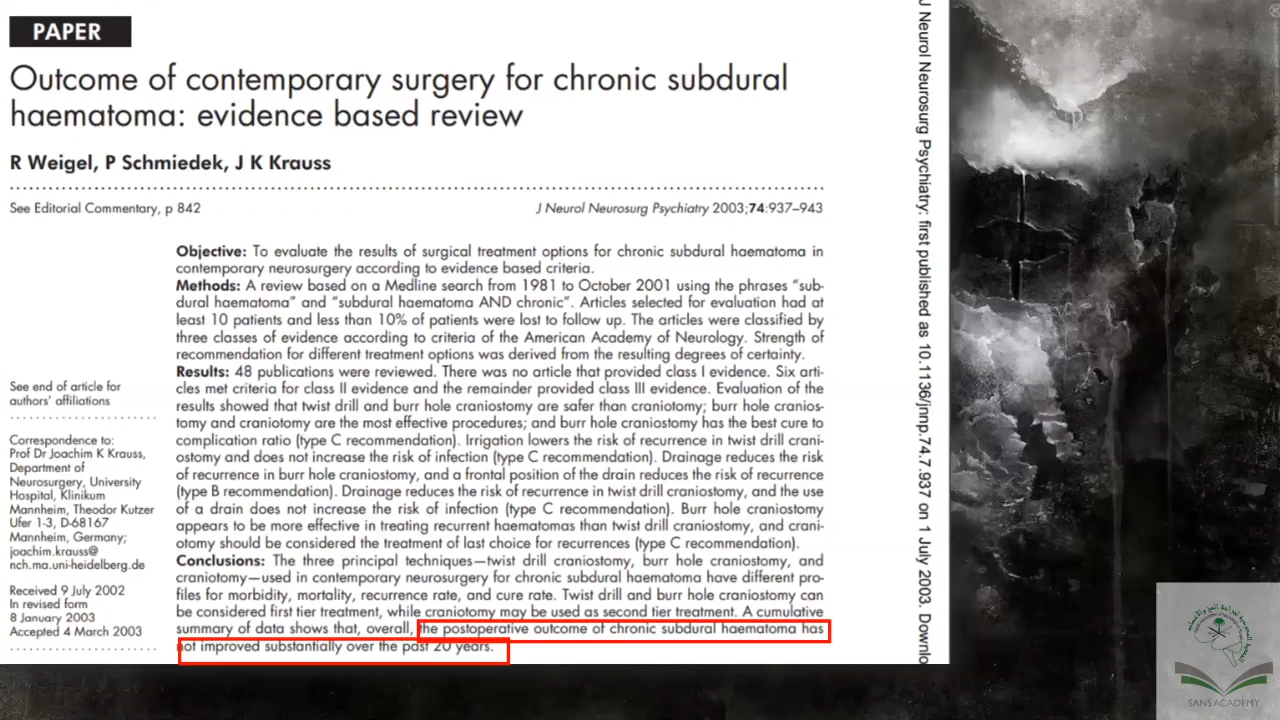 PAPER
Outcome of contemporary surgery for chronic subdural
haematoma: evidence based review
R Weigel, P Schmiedek, J K Krauss
See Editorial Commentary, p 842
J Neurol Neurosurg Psychiatry 2003;74:937–943
Objective: To evaluate the results of surgical treatment options for chronic subdural haematoma in
contemporary neurosurgery according to evidence based criteria.
Methods: A review based on a Medline search from 1981 to October 2001 using the phrases “sub-
dural haematoma” and “subdural haematoma AND chronic”. Articles selected for evaluation had at
least 10 patients and less than 10% of patients were lost to follow up. The articles were classified by
three classes of evidence according to criteria of the American Academy of Neurology. Strength of
recommendation for different treatment options was derived from the resulting degrees of certainty.
Results: 48 publications were reviewed. There was no article that provided class I evidence. Six arti-
cles met criteria for class II evidence and the remainder provided class III evidence. Evaluation of the
results showed that twist drill and burr hole craniostomy are safer than craniotomy; burr hole cranios-
tomy and craniotomy are the most effective procedures; and burr hole craniostomy has the best cure to
complication ratio (type C recommendation). Irrigation lowers the risk of recurrence in twist drill crani-
ostomy and does not increase the risk of infection (type C recommendation). Drainage reduces the risk
of recurrence in burr hole craniostomy, and a frontal position of the drain reduces the risk of recurrence
(type B recommendation). Drainage reduces the risk of recurrence in twist drill craniostomy, and the use
of a drain does not increase the risk of infection (type C recommendation). Burr hole craniostomy
appears to be more effective in treating recurrent haematomas than twist drill craniostomy, and crani-
otomy should be considered the treatment of last choice for recurrences (type C recommendation).
Conclusions: The three principal techniques—twist drill craniostomy, burr hole craniostomy, and
craniotomy—used in contemporary neurosurgery for chronic subdural haematoma have different pro-
files for morbidity, mortality, recurrence rate, and cure rate. Twist drill and burr hole craniostomy can
be considered first tier treatment, while craniotomy may be used as second tier treatment. A cumulative
summary of data shows that, overall, the postoperative outcome of chronic subdural haematoma has
not improved substantially over the past 20 years.
See end of article for
authors’ affiliations
Correspondence to:
Prof Dr Joachim K Krauss,
Department of
Neurosurgery, University
Hospital, Klinikum
Mannheim, Theodor Kutzer
Ufer 1-3, D-68167
Mannheim, Germany;
joachim.krauss@
nch.ma.uni-heidelberg.de
Received 9 July 2002
In revised form
8 January 2003
Accepted 4 March 2003
J Neurol Neurosurg Psychiatry: first published as 10.1136/jnnp.74.7.937 on 1 July 2003. Downlo
SANS ACADEMY